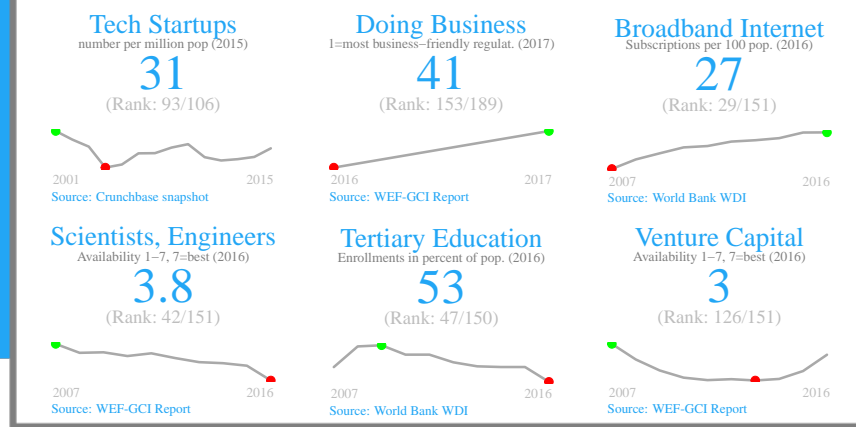 Tech Startups
number per million pop (2015)
31
(Rank: 93/106)
2001 2015
Source: Crunchbase snapshot
Doing Business
1=most business−friendly regulat. (2017)
41
(Rank: 153/189)
2016 2017
Source: WEF-GCI Report
Broadband Internet
Subscriptions per 100 pop. (2016)
27
(Rank: 29/151)
2007 2016
Source: World Bank WDI
Scientists, Engineers
Availability 1−7, 7=best (2016)
3.8
(Rank: 42/151)
2007 2016
Source: WEF-GCI Report
Tertiary Education
Enrollments in percent of pop. (2016)
53
(Rank: 47/150)
2007 2016
Source: World Bank WDI
Venture Capital
Availability 1−7, 7=best (2016)
3
(Rank: 126/151)
2007 2016
Source: WEF-GCI Report